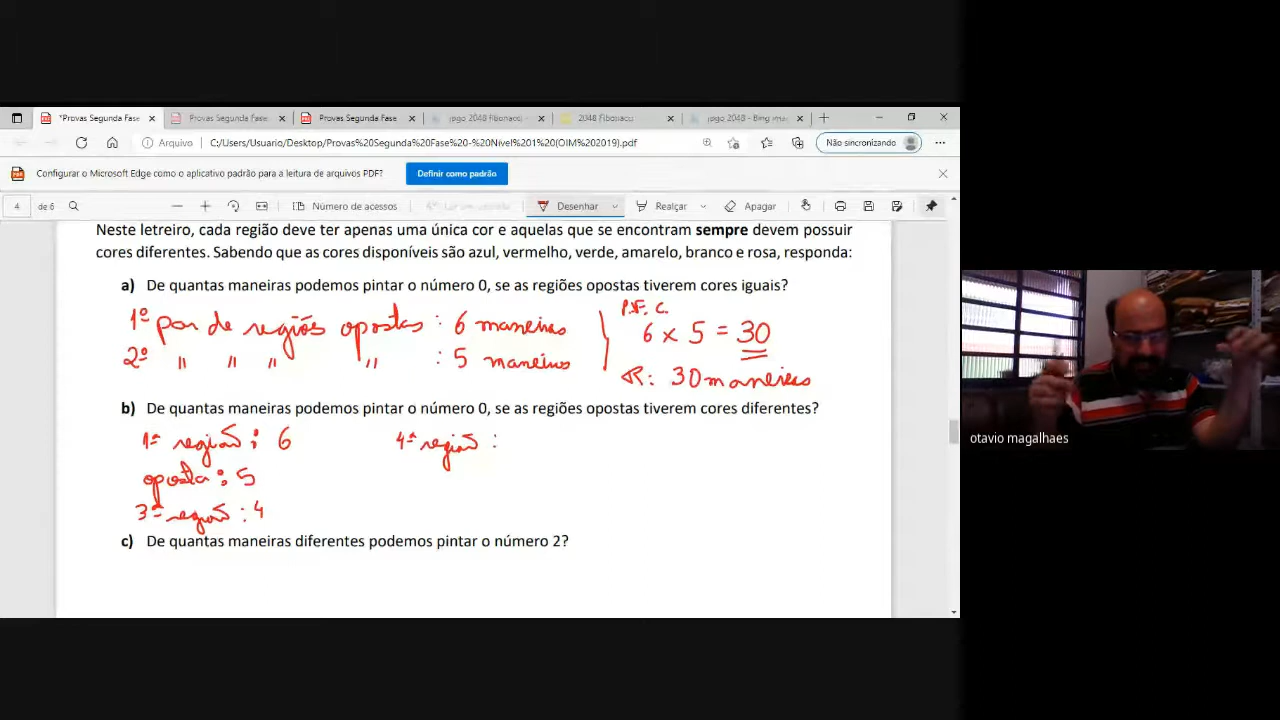 *Provas Segunda Fase
Provas Segunda Fase
Provas Segunda Fase
jogo 2048 fibonacci
2048 Fibonacci
jogo 2048 - Bing ima
Arquivo
C:/Users/Usuario/Desktop/Provas%20Segunda%20Fase%20-%20Nivel%201%20(OIM%202019).pdf
Não sincronizando
Configurar o Microsoft Edge como o aplicativo padrão para a leitura de arquivos PDF?
Definir como padrão
4 de 6
Número de acessos
Desenhar
Realçar
Apagar
Neste letreiro, cada região deve ter apenas uma única cor e aquelas que se encontram sempre devem possuir
cores diferentes. Sabendo que as cores disponíveis são azul, vermelho, verde, amarelo, branco e rosa, responda:
a) De quantas maneiras podemos pintar o número 0, se as regiões opostas tiverem cores iguais?
1º par de regiões opostas : 6 maneiras
2º " " " " : 5 maneiras
P.F.C.
6 x 5 = 30
R: 30 maneiras
b) De quantas maneiras podemos pintar o número 0, se as regiões opostas tiverem cores diferentes?
1ª região : 6
oposta : 5
3ª região : 4
4ª região :
c) De quantas maneiras diferentes podemos pintar o número 2?
otavio magalhaes